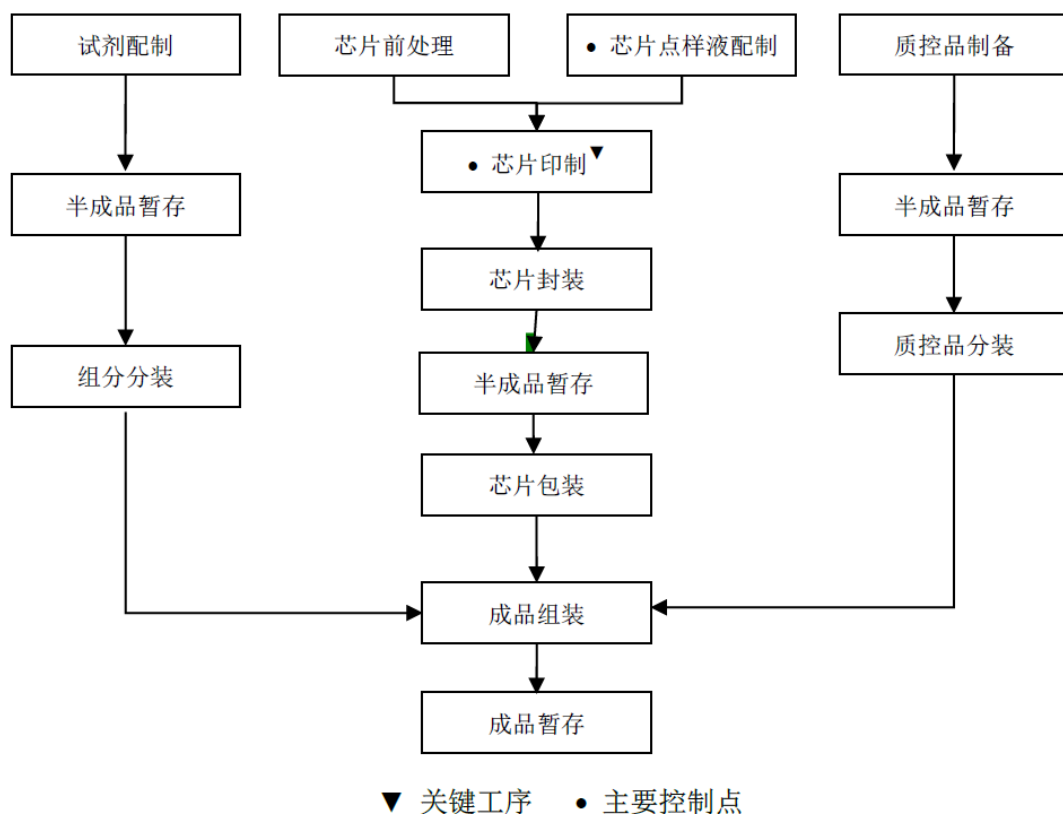 试剂配制
芯片前处理
● 芯片点样液配制
质控品制备
● 芯片印制▼
半成品暂存
半成品暂存
芯片封装
质控品分装
组分分装
半成品暂存
芯片包装
成品组装
成品暂存
▼ 关键工序 ● 主要控制点